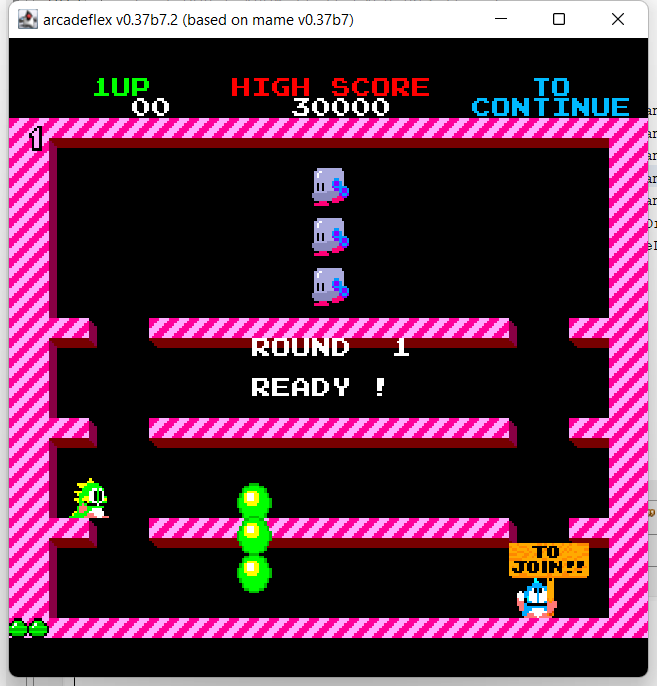 arcadeflex v0.37b7.2 (based on mame v0.37b7)
1UP HIGH SCORE TO
00 30000 CONTINUE
1
ROUND 1
READY !
TO
JOIN!!